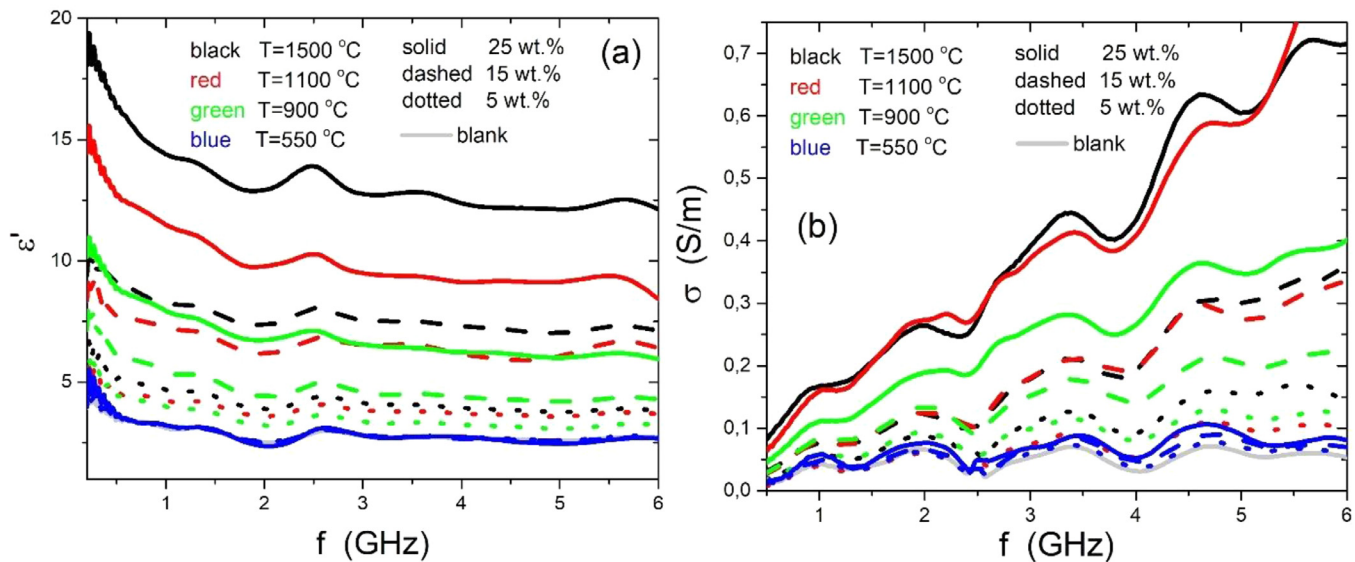 20
15
10
5
ε'
black T=1500 °C
red T=1100 °C
green T=900 °C
blue T=550 °C
solid 25 wt.%
dashed 15 wt.%
dotted 5 wt.%
blank
(a)
1 2 3 4 5 6
f (GHz)
0,7
0,6
0,5
0,4
0,3
0,2
0,1
0,0
σ (S/m)
black T=1500 °C
red T=1100 °C
green T=900 °C
blue T=550 °C
solid 25 wt.%
dashed 15 wt.%
dotted 5 wt.%
blank
(b)
1 2 3 4 5 6
f (GHz)